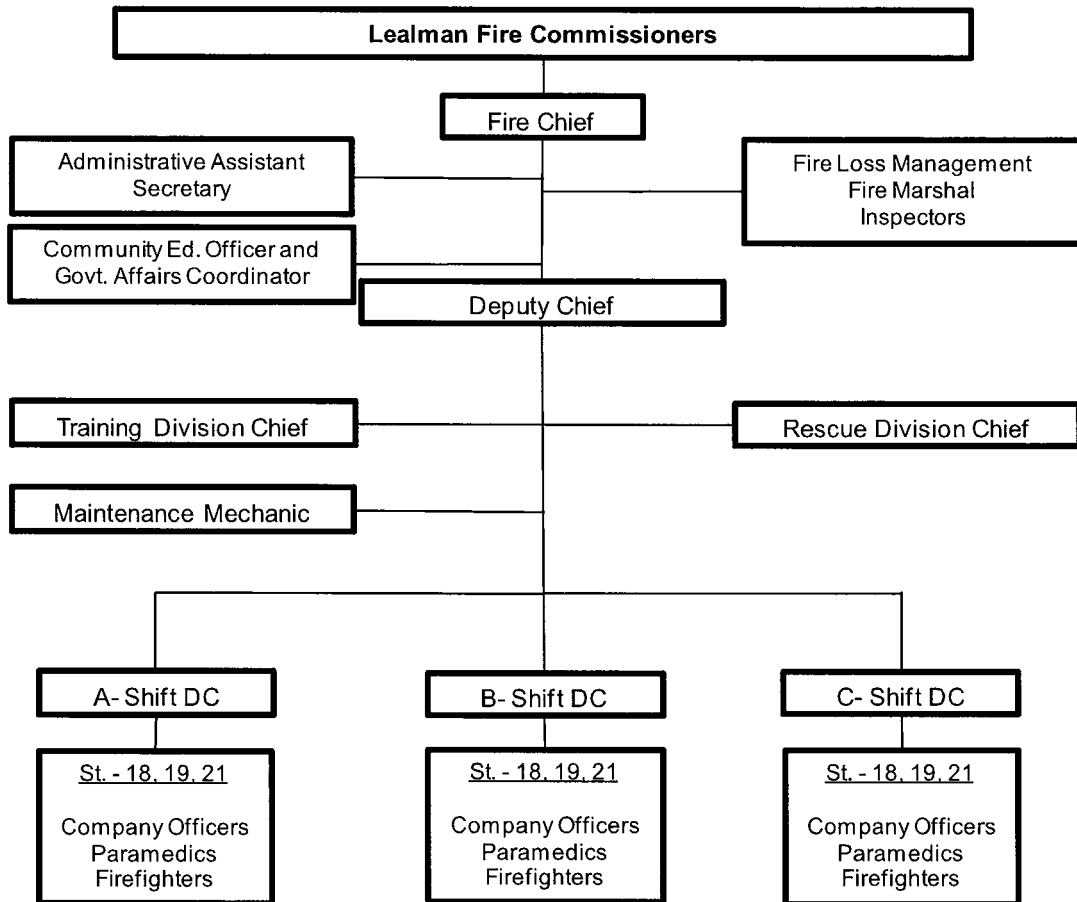 Lealman Fire Commissioners
Fire Chief
Administrative Assistant
Secretary
Fire Loss Management
Fire Marshal
Inspectors
Community Ed. Officer and
Govt. Affairs Coordinator
Deputy Chief
Training Division Chief
Rescue Division Chief
Maintenance Mechanic
A- Shift DC
B- Shift DC
C- Shift DC
St. - 18, 19, 21
Company Officers
Paramedics
Firefighters
St. - 18, 19, 21
Company Officers
Paramedics
Firefighters
St. - 18, 19, 21
Company Officers
Paramedics
Firefighters